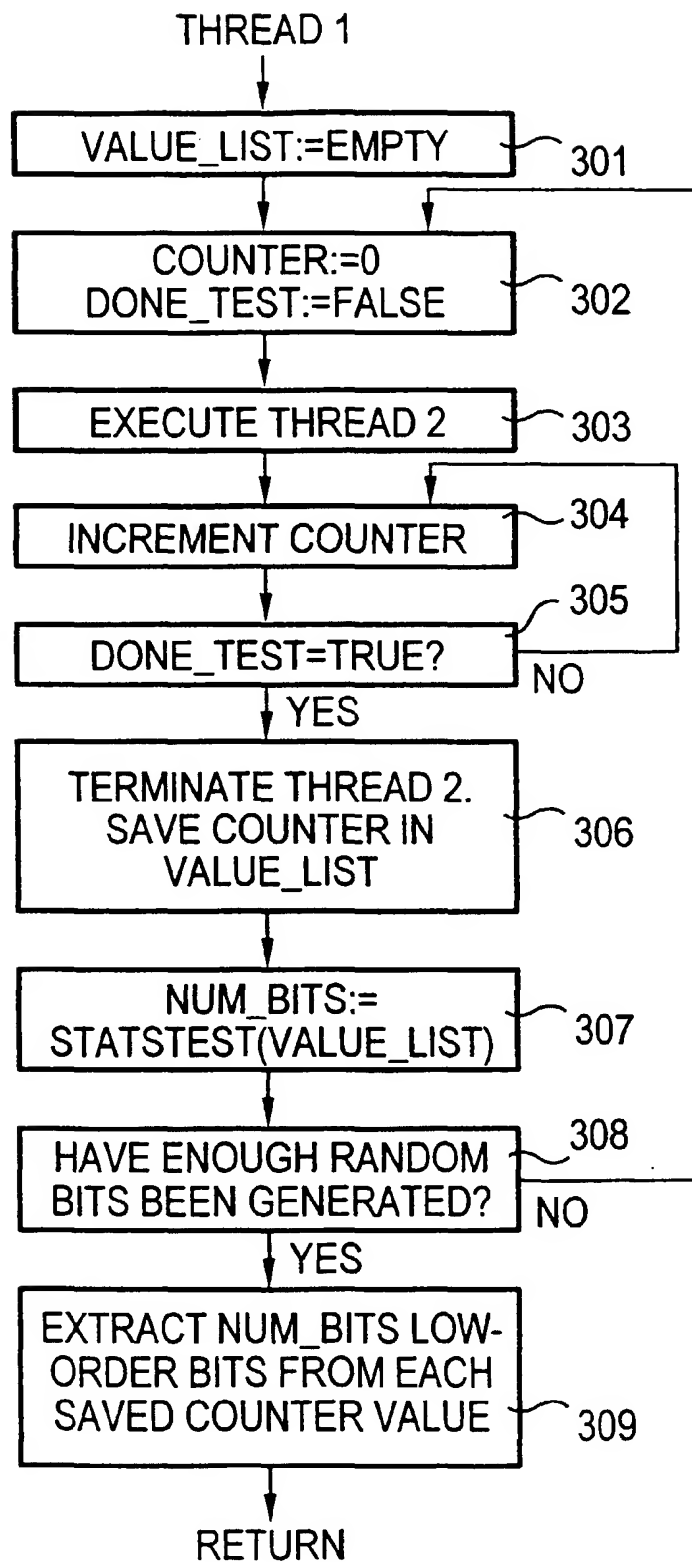 THREAD 1
VALUE_LIST:=EMPTY
301
COUNTER:=0
DONE_TEST:=FALSE
302
EXECUTE THREAD 2
303
INCREMENT COUNTER
304
DONE_TEST=TRUE?
305
NO
YES
TERMINATE THREAD 2.
SAVE COUNTER IN
VALUE_LIST
306
NUM_BITS:=
STATSTEST(VALUE_LIST)
307
HAVE ENOUGH RANDOM
BITS BEEN GENERATED?
308
NO
YES
EXTRACT NUM_BITS LOW-
ORDER BITS FROM EACH
SAVED COUNTER VALUE
309
RETURN